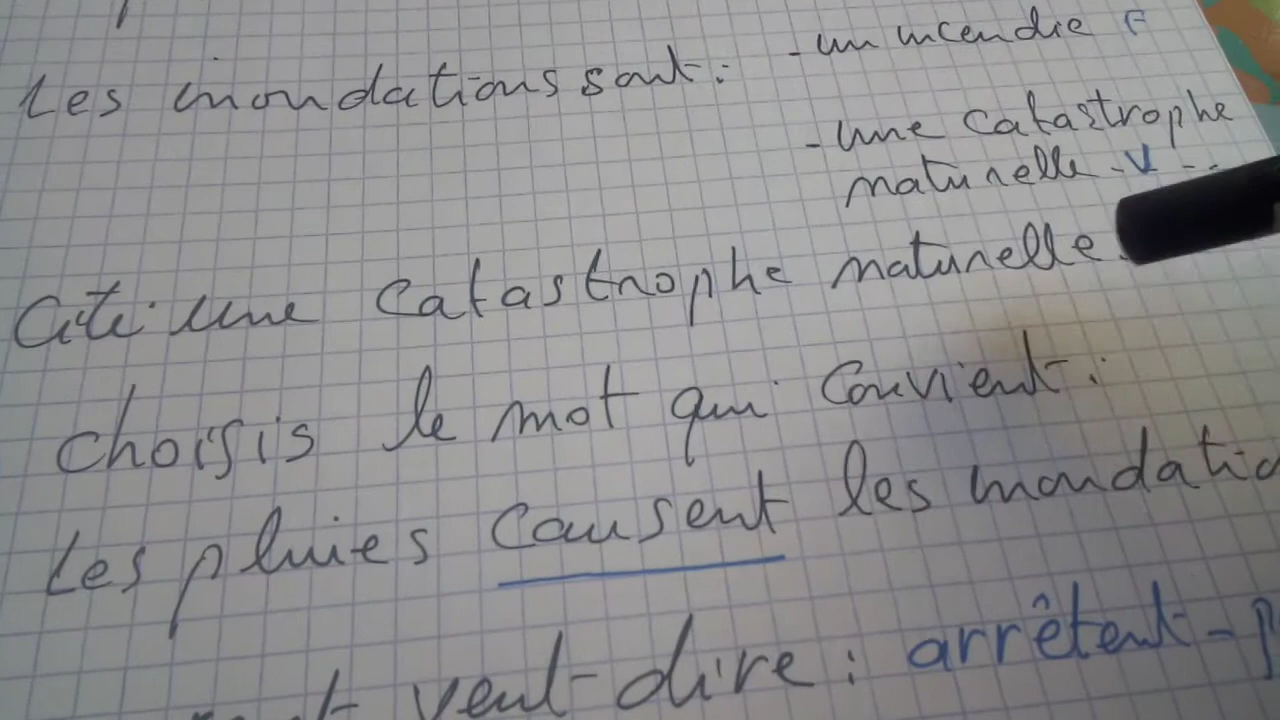 Les inondations sont: - un incendie F
- une catastrophe
naturelle - V - ..
Cite une catastrophe naturelle.
choisis le mot qui convient:
Les pluies causent les inondatio
veut-dire: arrêtent -